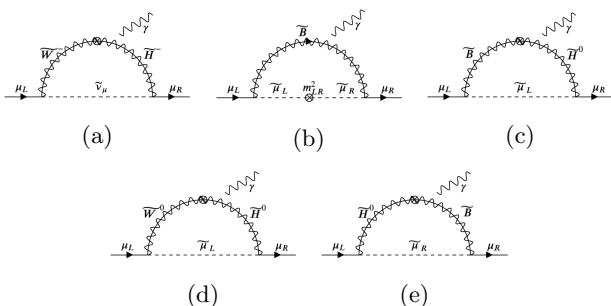 γ γ γ
W̃⁻ H̃⁻ B̃ B̃ H̃⁰
μ_L ν̃_μ μ_R μ_L μ̃_L m²_LR μ̃_R μ_R μ_L μ̃_L μ_R
(a) (b) (c)
γ γ
W̃⁰ H̃⁰ H̃⁰ B̃
μ_L μ̃_L μ_R μ_L μ̃_R μ_R
(d) (e)